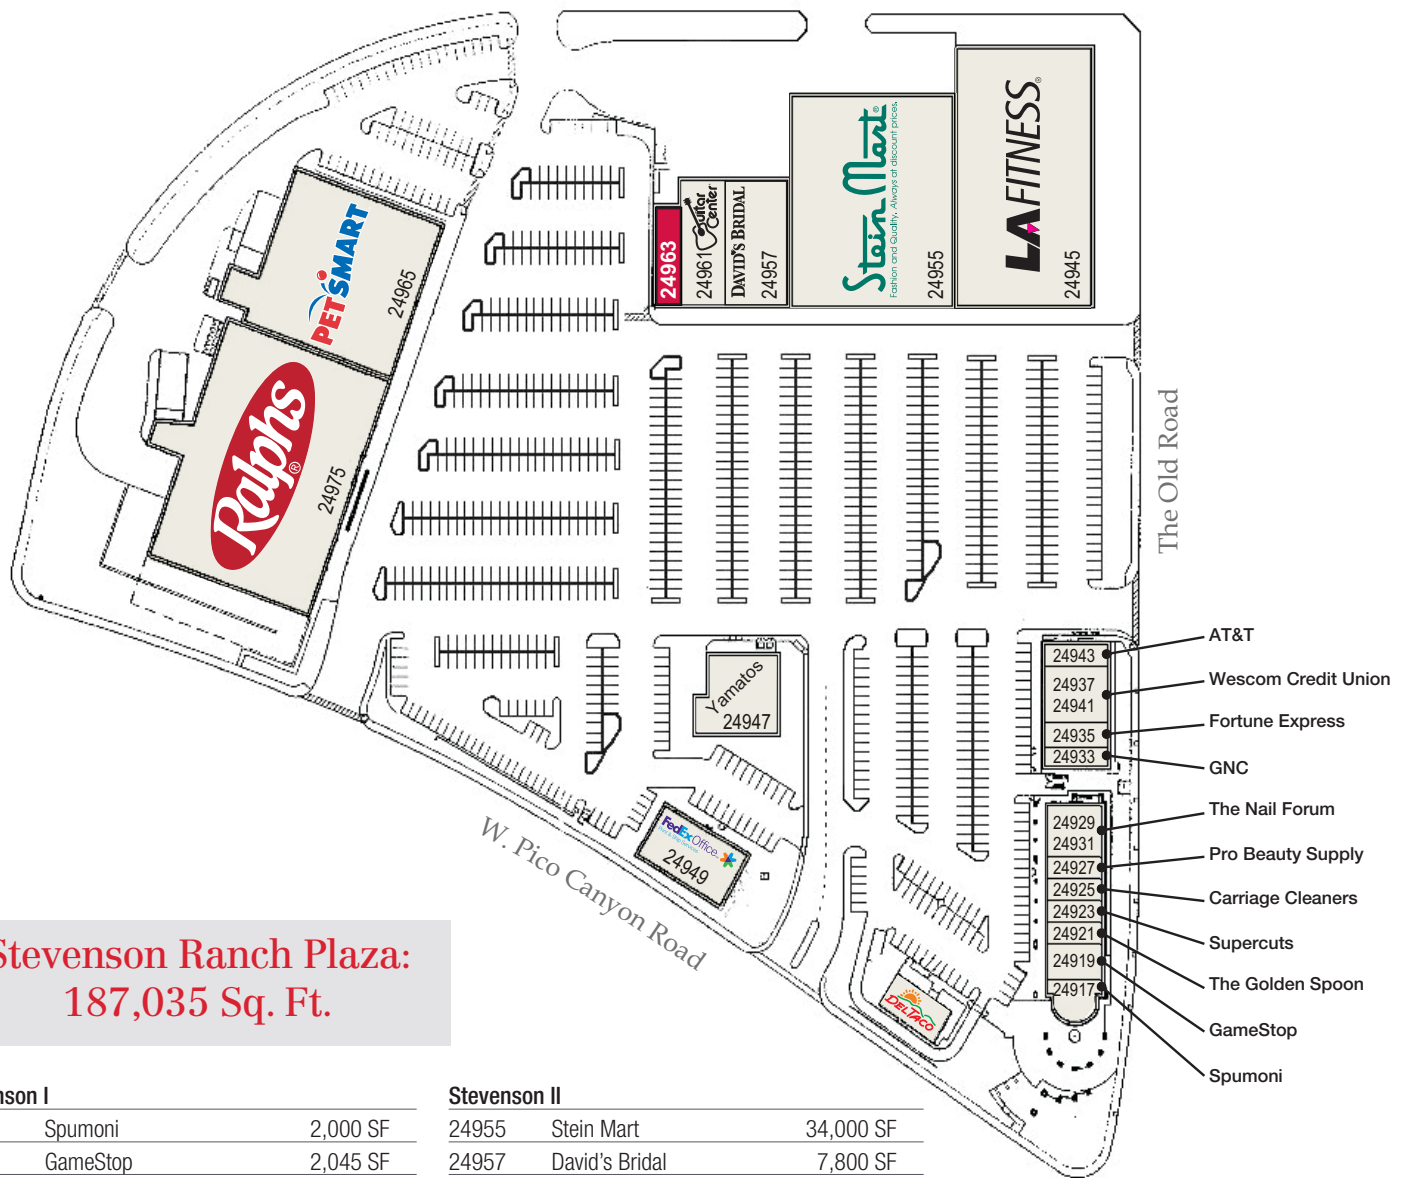 LA FITNESS®
24945
Stein Mart®
Fashion and Quality, Always at discount prices.
24955
Guitar Center
24961
DAVID'S BRIDAL
24957
24963
PETSMART
24965
Ralphs®
24975
The Old Road
AT&T
24943
Wescom Credit Union
24937
24941
Fortune Express
24935
GNC
24933
Yamatos
24947
The Nail Forum
24929
24931
Pro Beauty Supply
24927
Carriage Cleaners
24925
Supercuts
24923
The Golden Spoon
24921
GameStop
24919
Spumoni
24917
FedEx Office
24949
W. Pico Canyon Road
DEL TACO
Stevenson Ranch Plaza:
187,035 Sq. Ft.
nson I
Spumoni 2,000 SF
GameStop 2,045 SF
Stevenson II
24955 Stein Mart 34,000 SF
24957 David's Bridal 7,800 SF